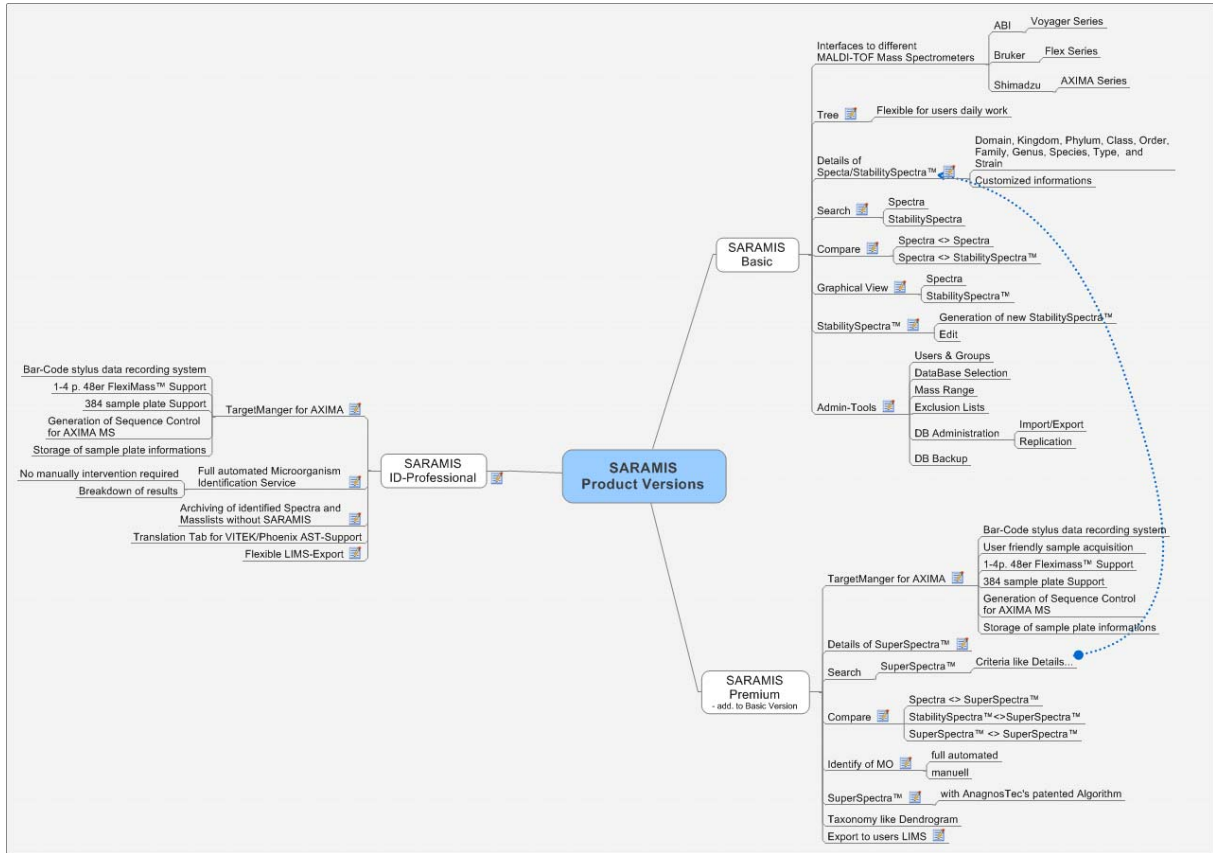 SARAMIS
Product Versions
SARAMIS
Basic
Interfaces to different
MALDI-TOF Mass Spectrometers
ABI
Voyager Series
Bruker
Flex Series
Shimadzu
AXIMA Series
Tree
Flexible for users daily work
Details of
Specta/StabilitySpectra™
Domain, Kingdom, Phylum, Class, Order,
Family, Genus, Species, Type, and
Strain
Customized informations
Search
Spectra
StabilitySpectra
Compare
Spectra <> Spectra
Spectra <> StabilitySpectra™
Graphical View
Spectra
StabilitySpectra™
StabilitySpectra™
Generation of new StabilitySpectra™
Edit
Admin-Tools
Users & Groups
DataBase Selection
Mass Range
Exclusion Lists
DB Administration
Import/Export
Replication
DB Backup
SARAMIS
ID-Professional
TargetManger for AXIMA
Bar-Code stylus data recording system
1-4 p. 48er FlexiMass™ Support
384 sample plate Support
Generation of Sequence Control
for AXIMA MS
Storage of sample plate informations
Full automated Microorganism
Identification Service
No manually intervention required
Breakdown of results
Archiving of identified Spectra and
Masslists without SARAMIS
Translation Tab for VITEK/Phoenix AST-Support
Flexible LIMS-Export
SARAMIS
Premium
- add. to Basic Version
TargetManger for AXIMA
Bar-Code stylus data recording system
User friendly sample acquisition
1-4p. 48er Fleximass™ Support
384 sample plate Support
Generation of Sequence Control
for AXIMA MS
Storage of sample plate informations
Details of SuperSpectra™
Search
SuperSpectra™
Criteria like Details...
Compare
Spectra <> SuperSpectra™
StabilitySpectra™<>SuperSpectra™
SuperSpectra™ <> SuperSpectra™
Identify of MO
full automated
manuell
SuperSpectra™
with AnagnosTec's patented Algorithm
Taxonomy like Dendrogram
Export to users LIMS